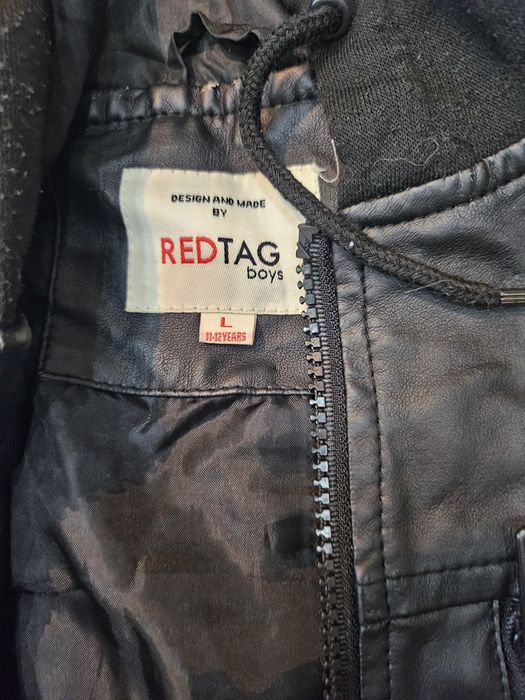 DESIGN AND MADE
BY
REDTAG
boys
L
11-12YEARS